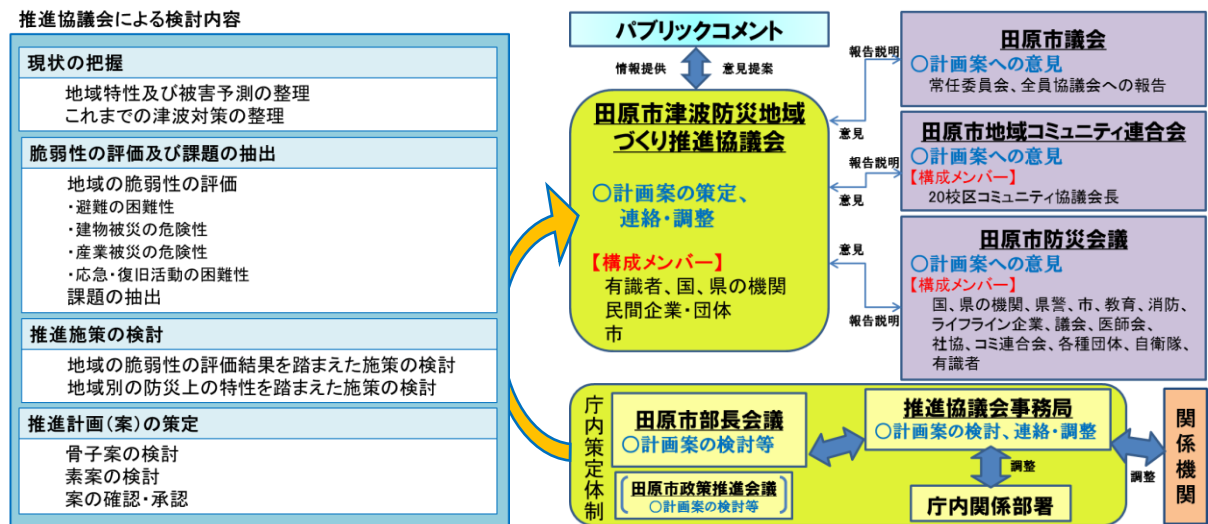 推進協議会による検討内容
現状の把握
地域特性及び被害予測の整理
これまでの津波対策の整理
脆弱性の評価及び課題の抽出
地域の脆弱性の評価
・避難の困難性
・建物被災の危険性
・産業被災の危険性
・応急・復旧活動の困難性
課題の抽出
推進施策の検討
地域の脆弱性の評価結果を踏まえた施策の検討
地域別の防災上の特性を踏まえた施策の検討
推進計画(案)の策定
骨子案の検討
素案の検討
案の確認・承認
パブリックコメント
情報提供
意見提案
田原市津波防災地域
づくり推進協議会
○計画案の策定、
連絡・調整
【構成メンバー】
有識者、国、県の機関
民間企業・団体
市
報告説明
意見
報告説明
意見
意見
報告説明
田原市議会
○計画案への意見
常任委員会、全員協議会への報告
田原市地域コミュニティ連合会
○計画案への意見
【構成メンバー】
20校区コミュニティ協議会長
田原市防災会議
○計画案への意見
【構成メンバー】
国、県の機関、県警、市、教育、消防、
ライフライン企業、議会、医師会、
社協、コミ連合会、各種団体、自衛隊、
有識者
庁内策定体制
田原市部長会議
○計画案の検討等
田原市政策推進会議
○計画案の検討等
推進協議会事務局
○計画案の検討、連絡・調整
調整
庁内関係部署
調整
関係機関